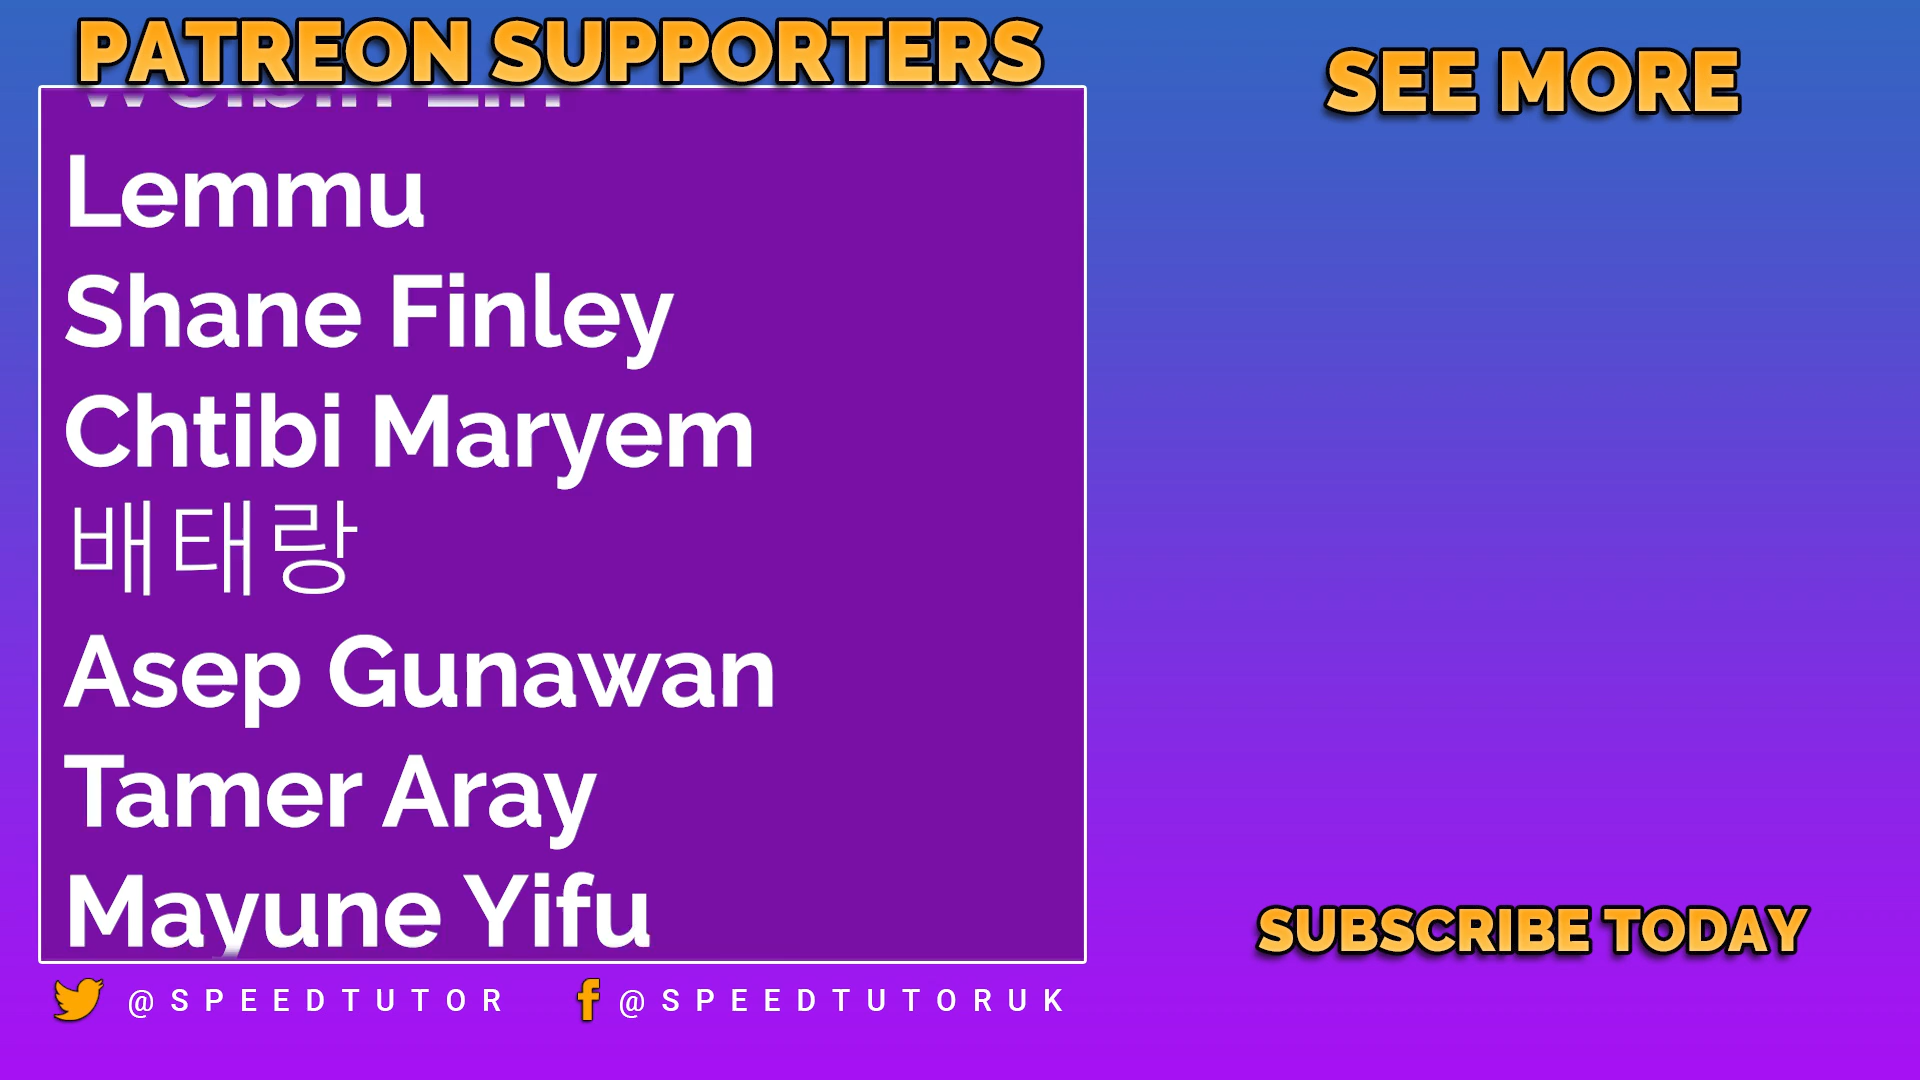 PATREON SUPPORTERS
SEE MORE
Lemmu
Shane Finley
Chtibi Maryem
배태랑
Asep Gunawan
Tamer Aray
Mayune Yifu
SUBSCRIBE TODAY
@SPEEDTUTOR
@SPEEDTUTORUK